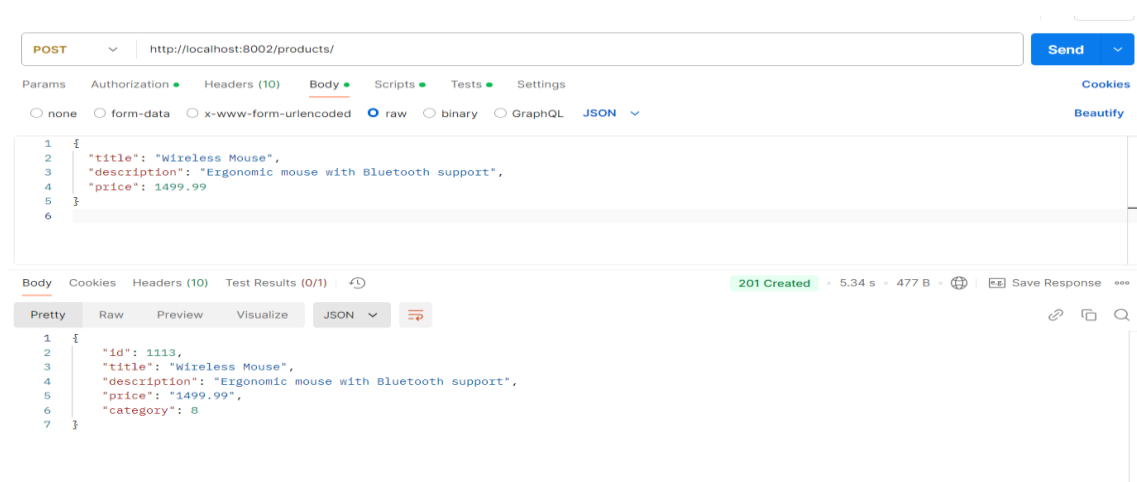 POST http://localhost:8002/products/ Send
Params Authorization Headers (10) Body Scripts Tests Settings Cookies
none form-data x-www-form-urlencoded raw binary GraphQL JSON Beautify
1 {
2 "title": "Wireless Mouse",
3 "description": "Ergonomic mouse with Bluetooth support",
4 "price": 1499.99
5 }
6
Body Cookies Headers (10) Test Results (0/1) 201 Created 5.34 s 477 B e.g. Save Response
Pretty Raw Preview Visualize JSON
1 {
2 "id": 1113,
3 "title": "Wireless Mouse",
4 "description": "Ergonomic mouse with Bluetooth support",
5 "price": "1499.99",
6 "category": 8
7 }